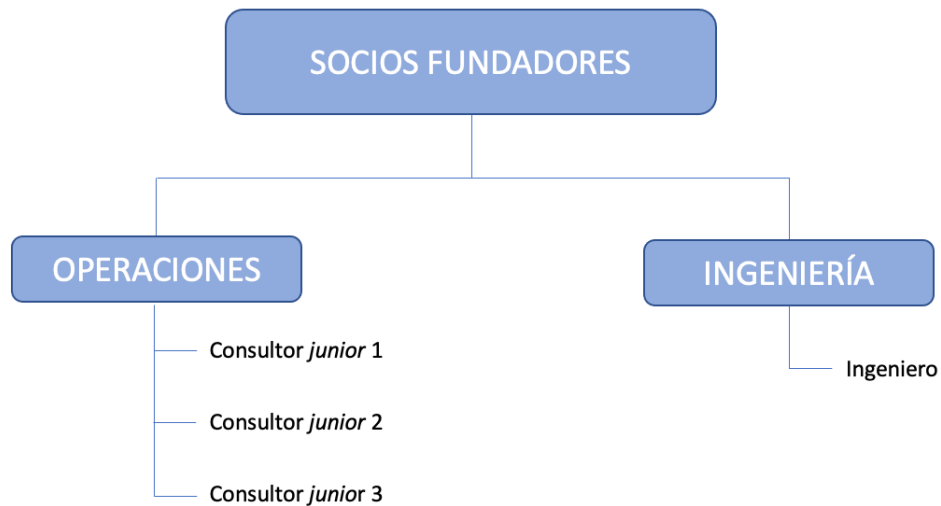 SOCIOS FUNDADORES
OPERACIONES
INGENIERÍA
Consultor junior 1
Ingeniero
Consultor junior 2
Consultor junior 3